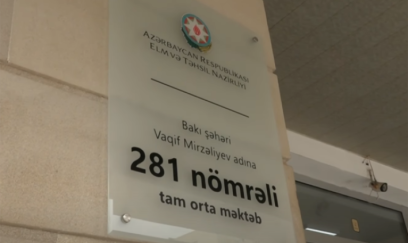 AZƏRBAYCAN RESPUBLİKASI
ELM VƏ TƏHSİL NAZİRLİYİ
Bakı şəhəri
Vaqif Mirzəliyev adına
281 nömrəli
tam orta məktəb